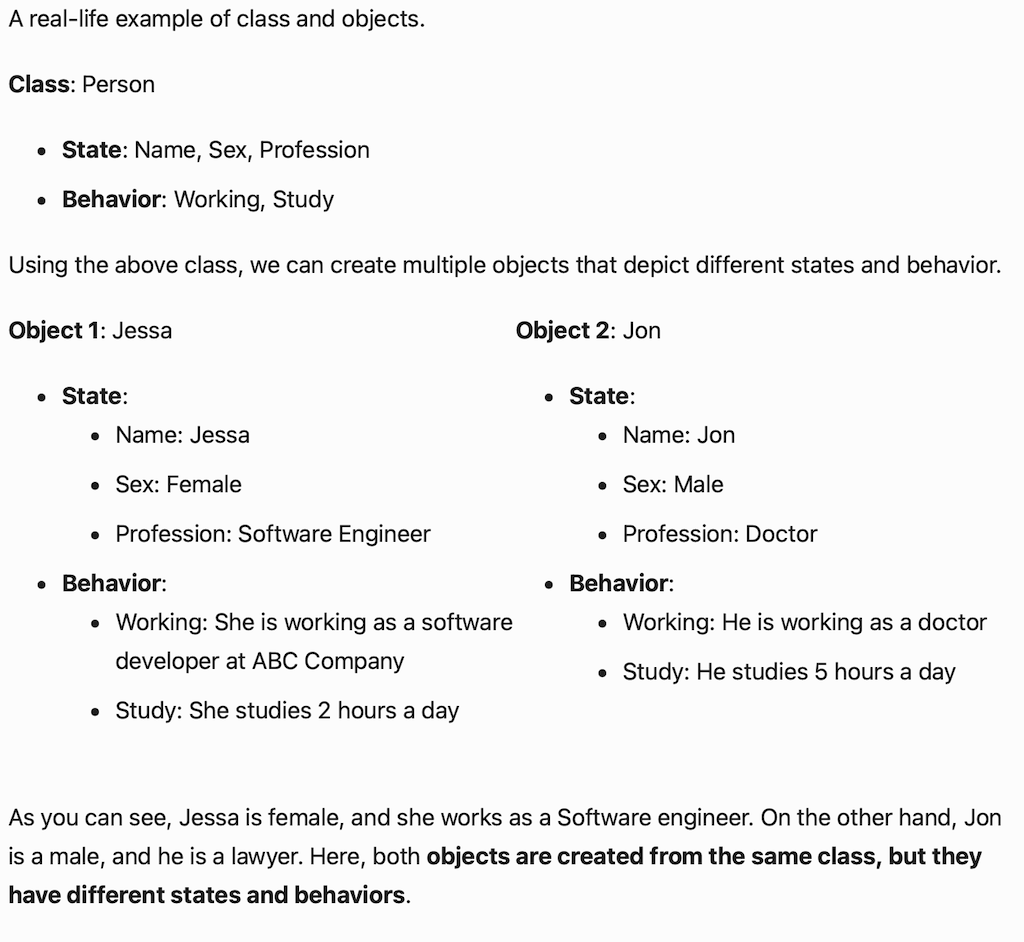 A real-life example of class and objects.
Class: Person
State: Name, Sex, Profession
Behavior: Working, Study
Using the above class, we can create multiple objects that depict different states and behavior.
Object 1: Jessa
State:
Name: Jessa
Sex: Female
Profession: Software Engineer
Behavior:
Working: She is working as a software
developer at ABC Company
Study: She studies 2 hours a day
Object 2: Jon
State:
Name: Jon
Sex: Male
Profession: Doctor
Behavior:
Working: He is working as a doctor
Study: He studies 5 hours a day
As you can see, Jessa is female, and she works as a Software engineer. On the other hand, Jon
is a male, and he is a lawyer. Here, both objects are created from the same class, but they
have different states and behaviors.